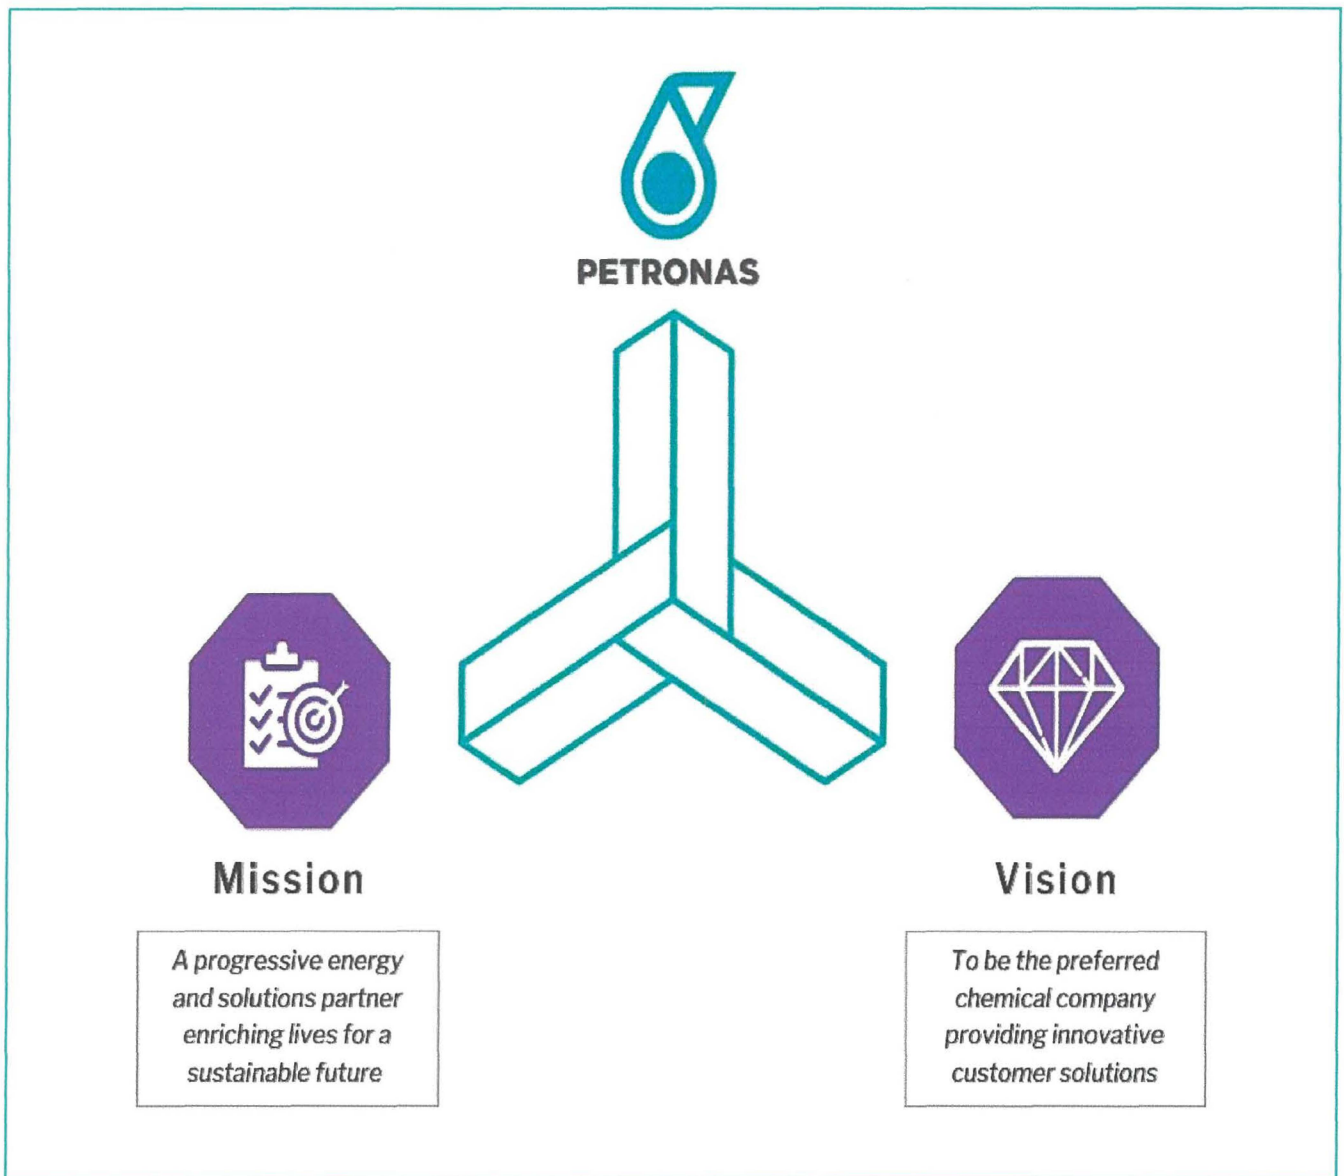 PETRONAS
Mission
A progressive energy
and solutions partner
enriching lives for a
sustainable future
Vision
To be the preferred
chemical company
providing innovative
customer solutions